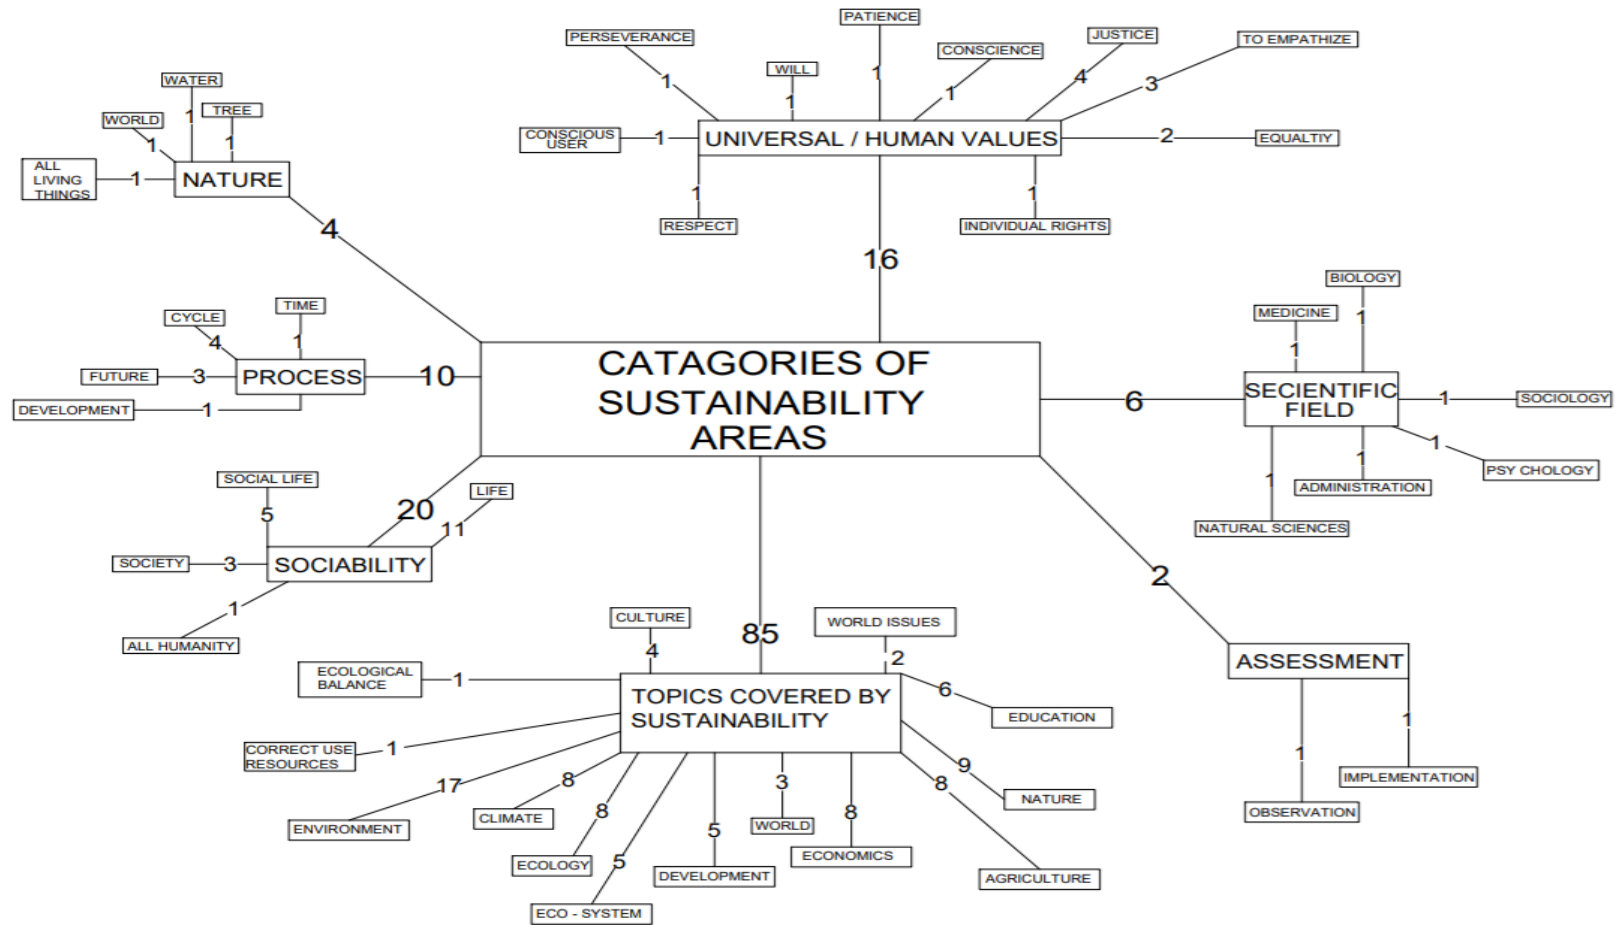 PATIENCE
PERSEVERANCE
JUSTICE
TO EMPATHIZE
CONSCIENCE
WILL
1
1
1
1
4
3
CONSCIOUS
USER
1
UNIVERSAL / HUMAN VALUES
2
EQUALTIY
1
RESPECT
1
INDIVIDUAL RIGHTS
16
WATER
TREE
WORLD
1
1
1
ALL
LIVING
THINGS
1
NATURE
4
TIME
CYCLE
4
1
FUTURE
3
PROCESS
10
DEVELOPMENT
1
CATAGORIES OF
SUSTAINABILITY
AREAS
BIOLOGY
MEDICINE
1
1
6
SECIENTIFIC
FIELD
1
SOCIOLOGY
1
PSY CHOLOGY
1
ADMINISTRATION
1
NATURAL SCIENCES
SOCIAL LIFE
LIFE
5
20
11
SOCIETY
3
SOCIABILITY
1
ALL HUMANITY
2
ASSESSMENT
1
1
IMPLEMENTATION
OBSERVATION
85
CULTURE
WORLD ISSUES
4
2
ECOLOGICAL
BALANCE
1
TOPICS COVERED BY
SUSTAINABILITY
6
EDUCATION
CORRECT USE
RESOURCES
1
17
ENVIRONMENT
8
CLIMATE
8
ECOLOGY
5
ECO - SYSTEM
5
DEVELOPMENT
3
WORLD
8
ECONOMICS
9
NATURE
8
AGRICULTURE